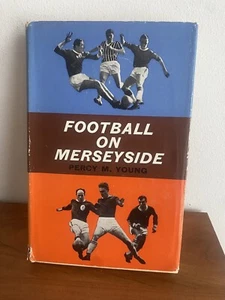 FOOTBALL
ON
MERSEYSIDE
PERCY M. YOUNG